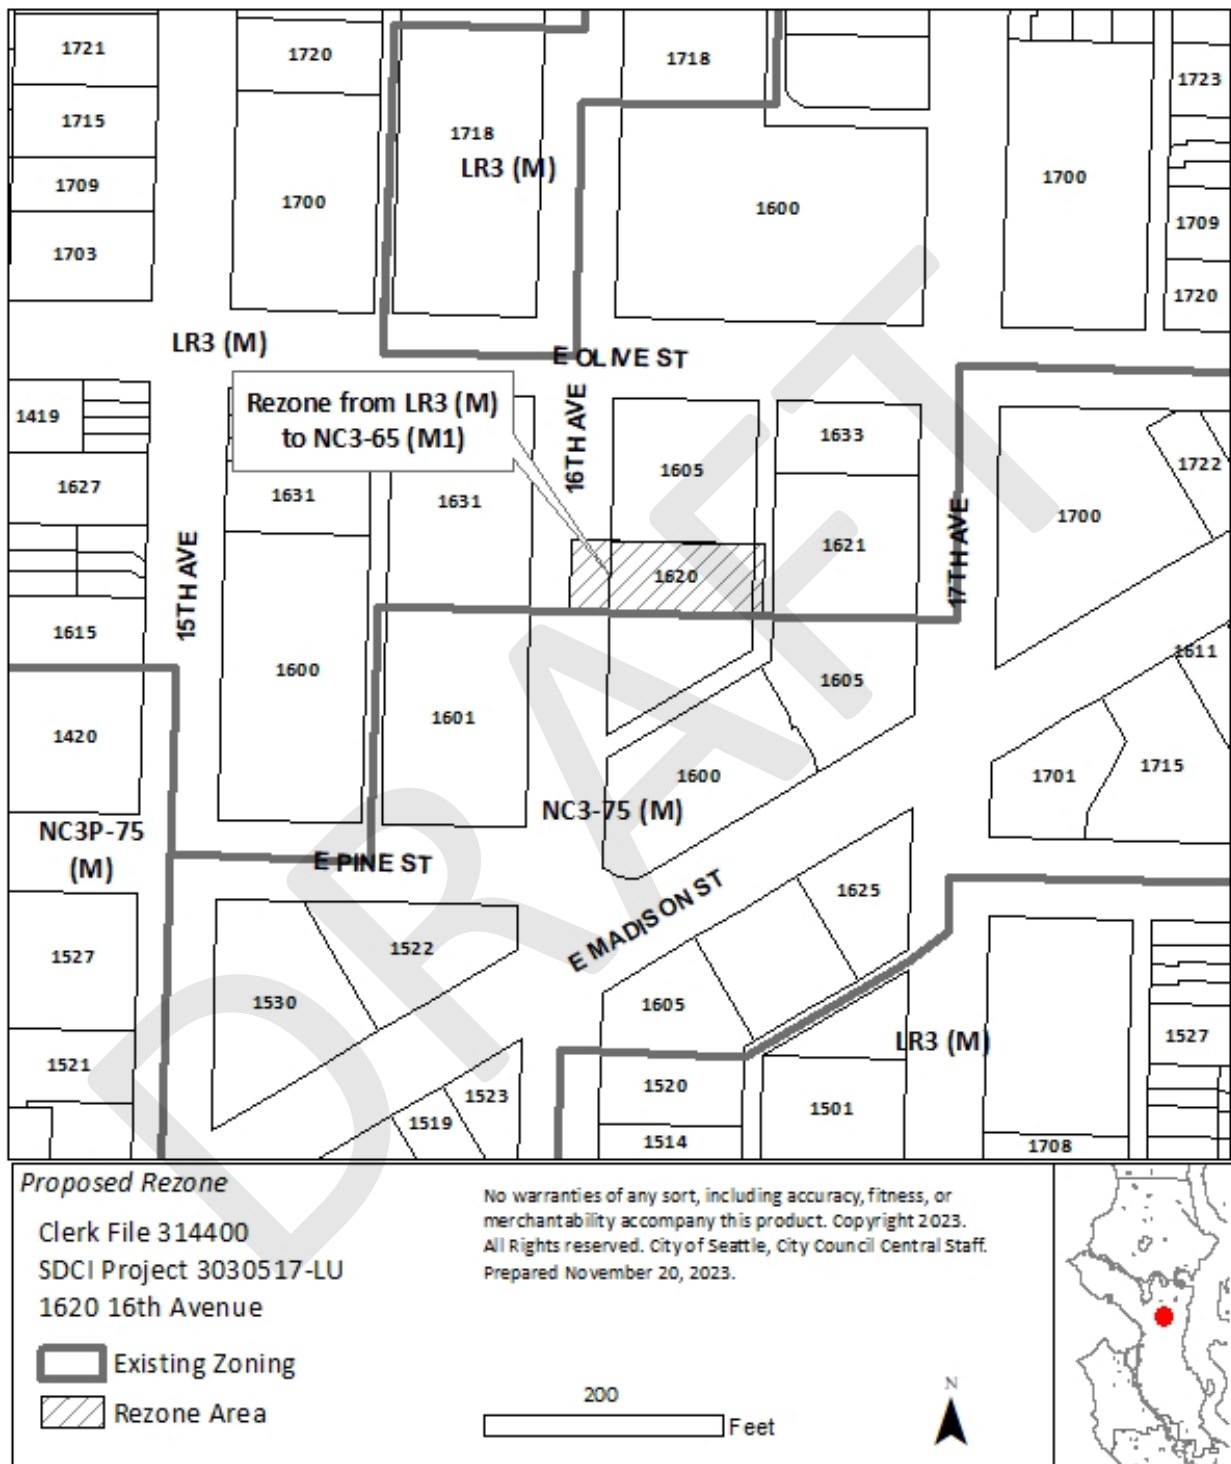 1721
1720
1718
1723
1715
1718
LR3 (M)
1709
1700
1600
1700
1709
1703
1720
LR3 (M)
E OLIVE ST
Rezone from LR3 (M)
to NC3-65 (M1)
16TH AVE
1419
1633
1722
1605
1627
1631
1631
1700
1621
15TH AVE
17TH AVE
1620
1615
1611
1600
1605
1601
1420
1600
1701
1715
NC3P-75
(M)
NC3-75 (M)
E PINE ST
E MADISON ST
1625
1522
1527
1530
1605
LR3 (M)
1527
1521
1520
1523
1501
1519
1514
1708
DRAFT
Proposed Rezone
Clerk File 314400
SDCI Project 3030517-LU
1620 16th Avenue
Existing Zoning
Rezone Area
No warranties of any sort, including accuracy, fitness, or
merchantability accompany this product. Copyright 2023.
All Rights reserved. City of Seattle, City Council Central Staff.
Prepared November 20, 2023.
200
Feet
N